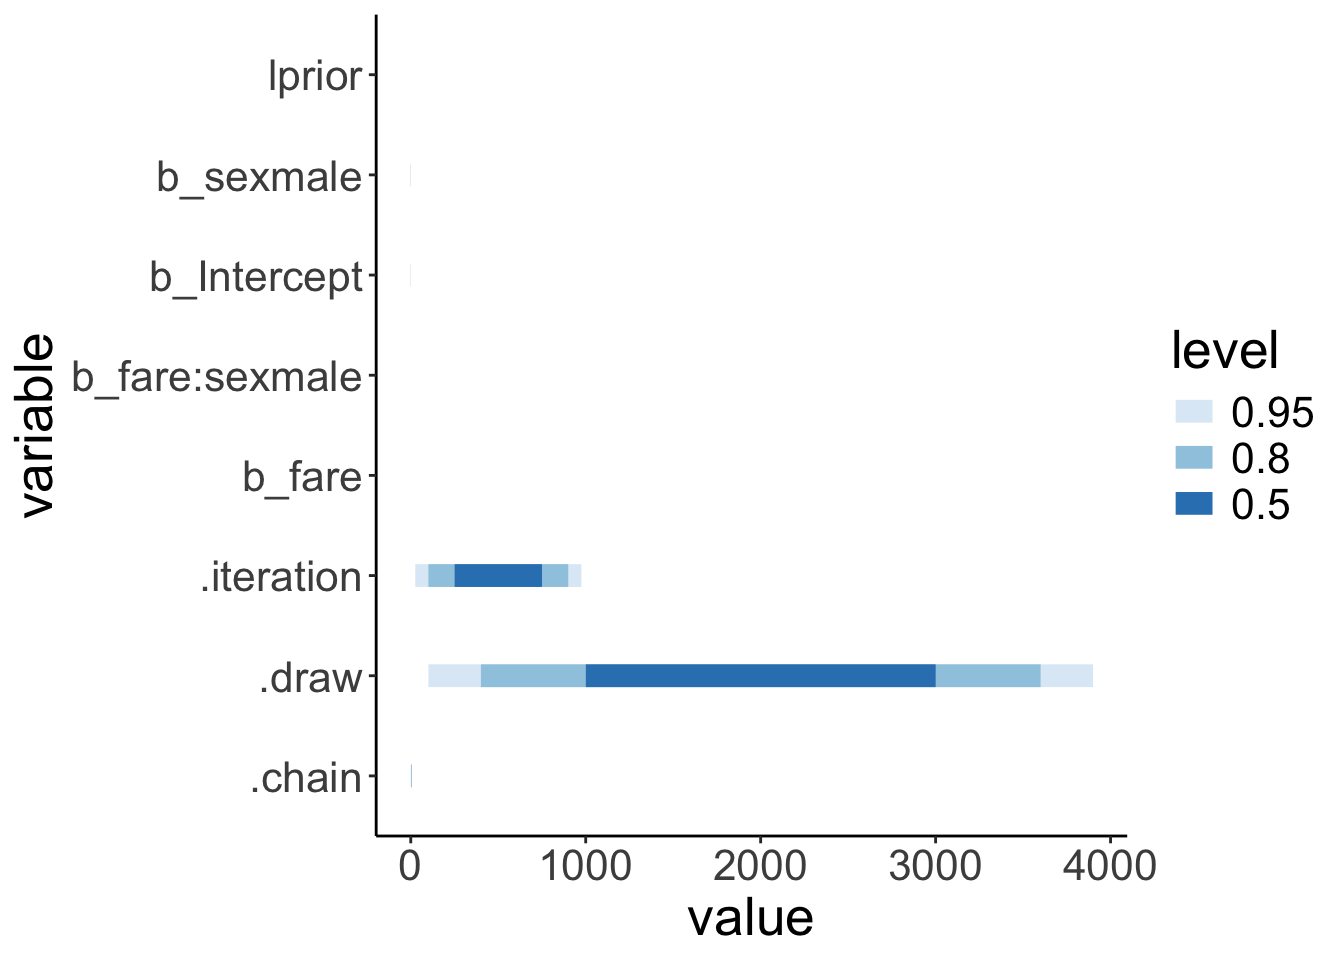 lprior
b_sexmale
b_Intercept
b_fare:sexmale
b_fare
.iteration
.draw
.chain
variable
0
1000
2000
3000
4000
value
level
0.95
0.8
0.5